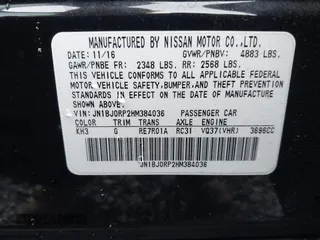 MANUFACTURED BY NISSAN MOTOR CO.,LTD.
DATE: 11/16 GVWR/PNBV: 4883 LBS.
GAWR/PNBE FR: 2348 LBS. RR: 2568 LBS.
THIS VEHICLE CONFORMS TO ALL APPLICABLE FEDERAL
MOTOR VEHICLE SAFETY,BUMPER,AND THEFT PREVENTION
STANDARDS IN EFFECT ON THE DATE OF MANUFACTURE
SHOWN ABOVE.
VIN: JN1BJ0RP2HM384036 PASSENGER CAR
COLOR TRIM TRANS AXLE ENGINE
KH3 G RE7R01A RC31 VQ37(VHR) 3696CC
JN1BJ0RP2HM384036